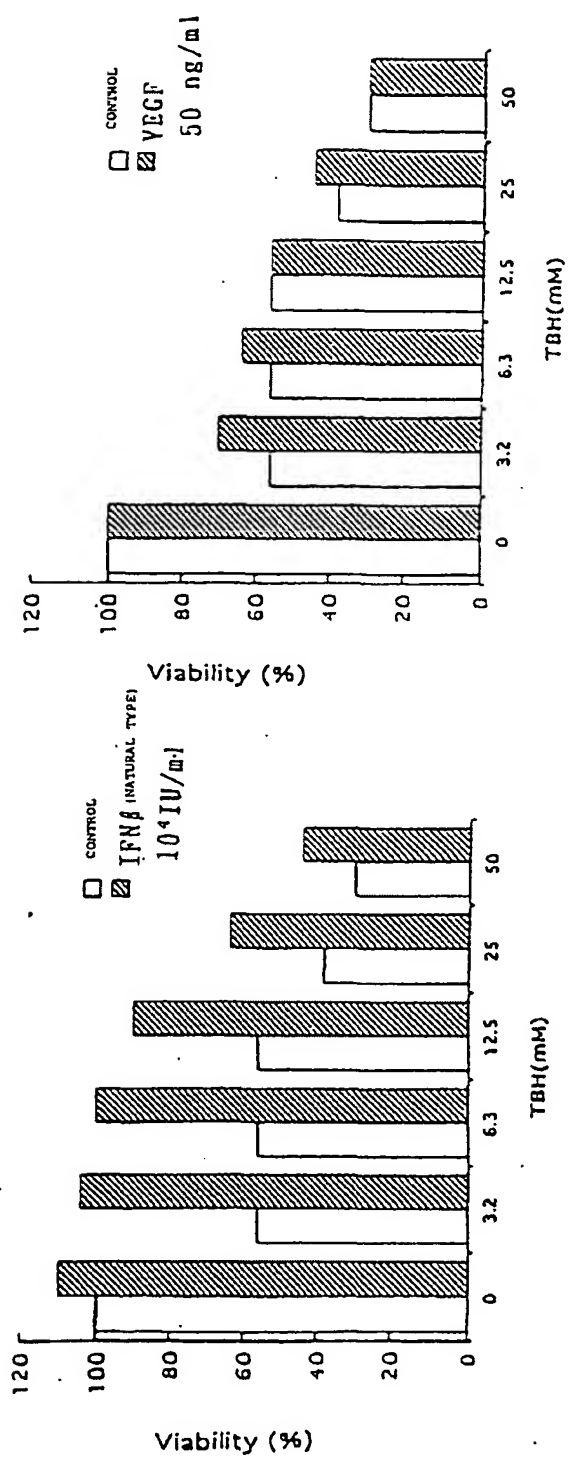 Viability (%)
120
100
80
60
40
20
0
CONTROL
IFNβ (NATURAL TYPE)
10⁴IU/ml
0
3.2
6.3
12.5
25
50
TBH(mM)
Viability (%)
120
100
80
60
40
20
0
CONTROL
VEGF
50 ng/ml
0
3.2
6.3
12.5
25
50
TBH(mM)